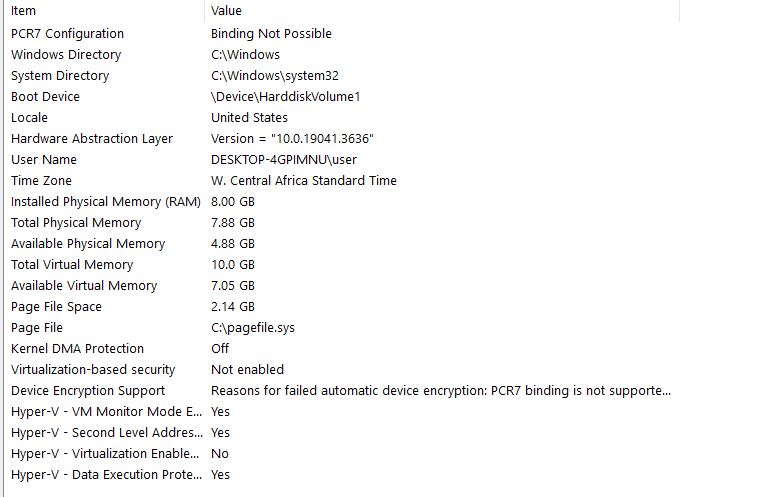 Item Value
PCR7 Configuration Binding Not Possible
Windows Directory C:\Windows
System Directory C:\Windows\system32
Boot Device \Device\HarddiskVolume1
Locale United States
Hardware Abstraction Layer Version = "10.0.19041.3636"
User Name DESKTOP-4GPIMNU\user
Time Zone W. Central Africa Standard Time
Installed Physical Memory (RAM) 8.00 GB
Total Physical Memory 7.88 GB
Available Physical Memory 4.88 GB
Total Virtual Memory 10.0 GB
Available Virtual Memory 7.05 GB
Page File Space 2.14 GB
Page File C:\pagefile.sys
Kernel DMA Protection Off
Virtualization-based security Not enabled
Device Encryption Support Reasons for failed automatic device encryption: PCR7 binding is not supporte...
Hyper-V - VM Monitor Mode E... Yes
Hyper-V - Second Level Addres... Yes
Hyper-V - Virtualization Enable... No
Hyper-V - Data Execution Prote... Yes